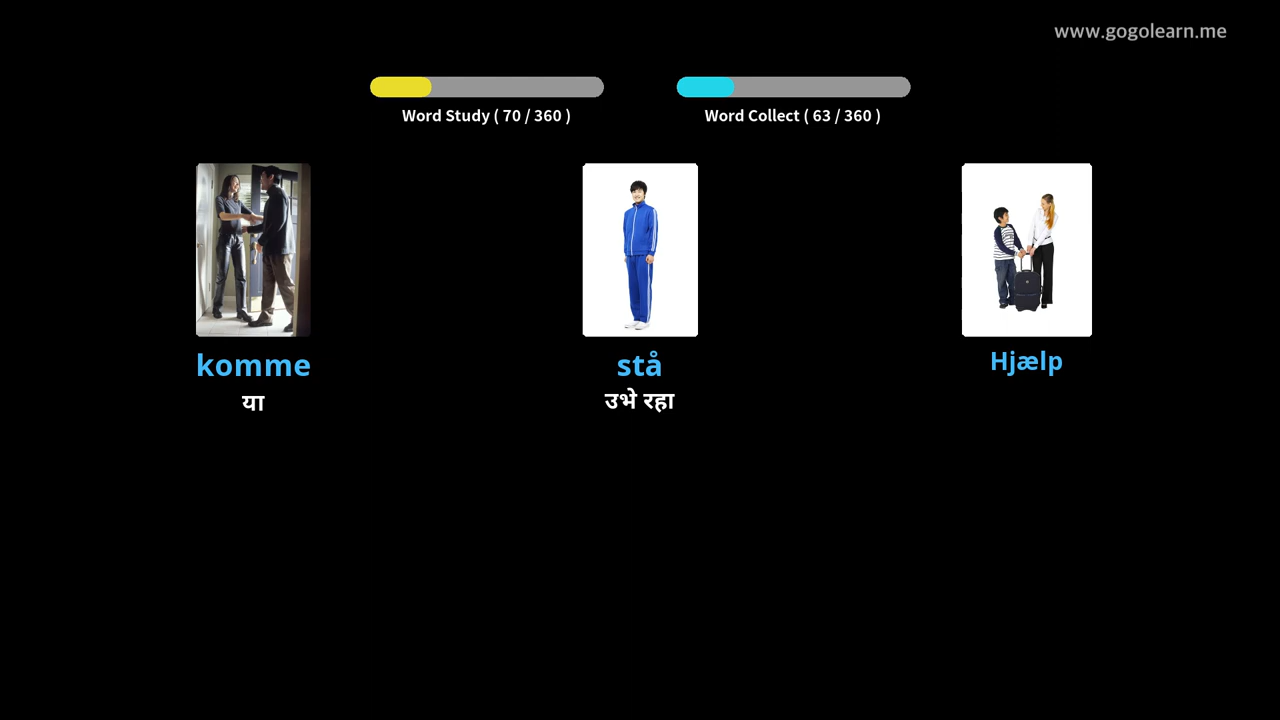 www.gogolearn.me
Word Study ( 70 / 360 )
Word Collect ( 63 / 360 )
komme
या
stå
उभे रहा
Hjælp